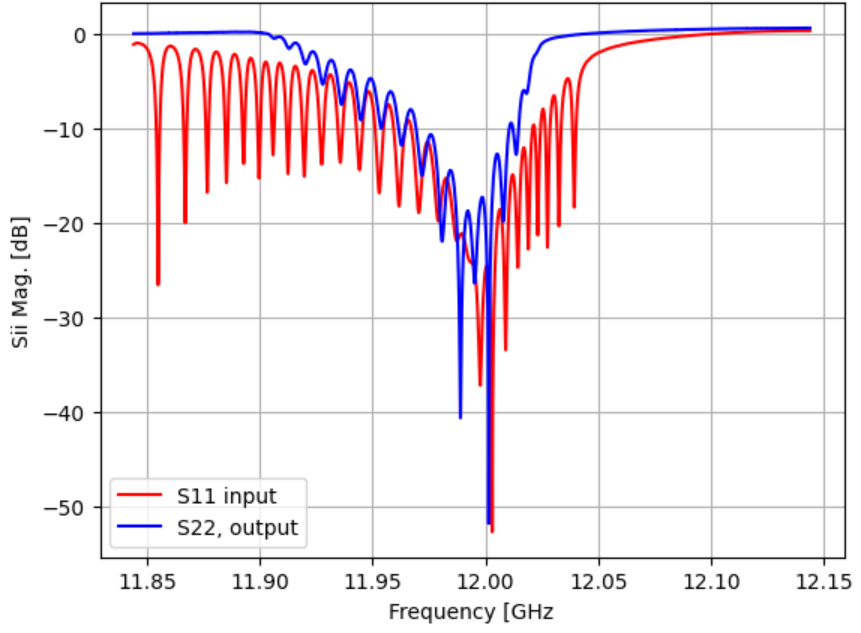 0
−10
−20
−30
−40
−50
Sii Mag. [dB]
S11 input
S22, output
11.85 11.90 11.95 12.00 12.05 12.10 12.15
Frequency [GHz